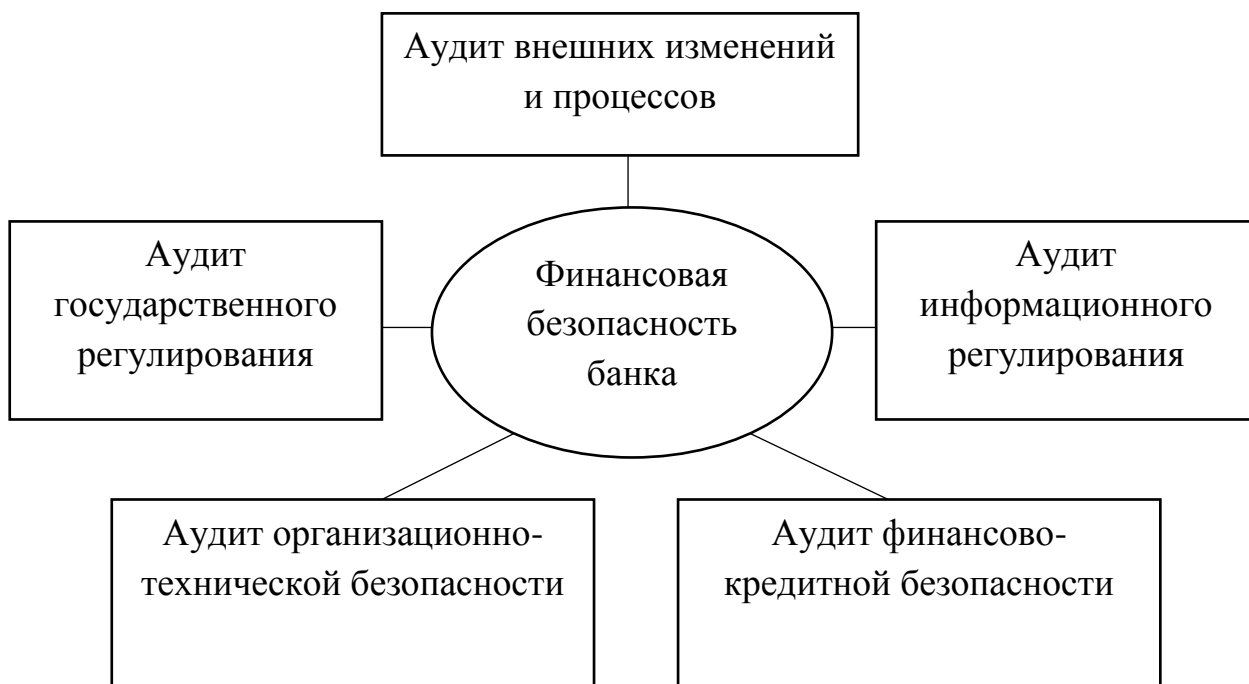 Аудит внешних изменений
и процессов
Аудит
государственного
регулирования
Финансовая
безопасность
банка
Аудит
информационного
регулирования
Аудит организационно-
технической безопасности
Аудит финансово-
кредитной безопасности